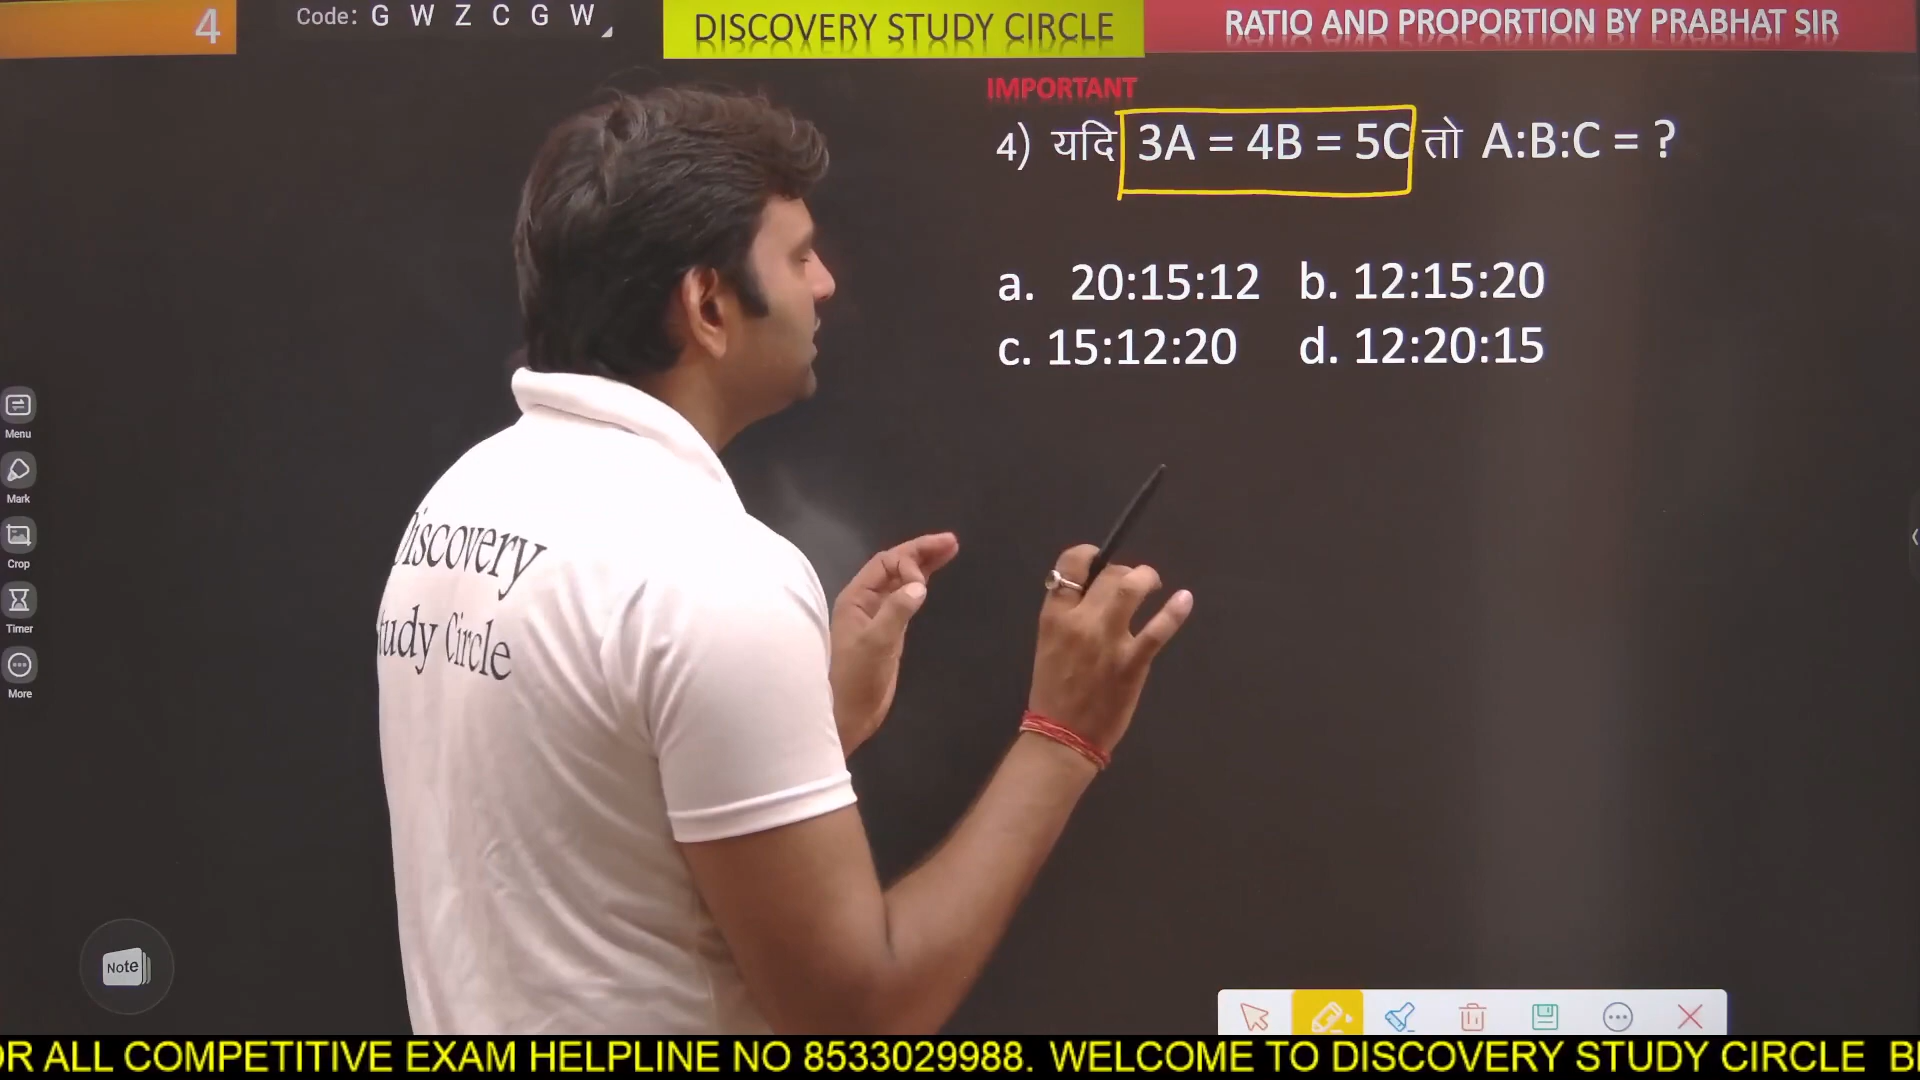 4
Code: G W Z C G W
DISCOVERY STUDY CIRCLE
RATIO AND PROPORTION BY PRABHAT SIR
IMPORTANT
4) यदि 3A = 4B = 5C तो A:B:C = ?
a. 20:15:12 b. 12:15:20
c. 15:12:20 d. 12:20:15
Discovery
Study Circle
Menu
Mark
Crop
Timer
More
Note
OR ALL COMPETITIVE EXAM HELPLINE NO 8533029988. WELCOME TO DISCOVERY STUDY CIRCLE